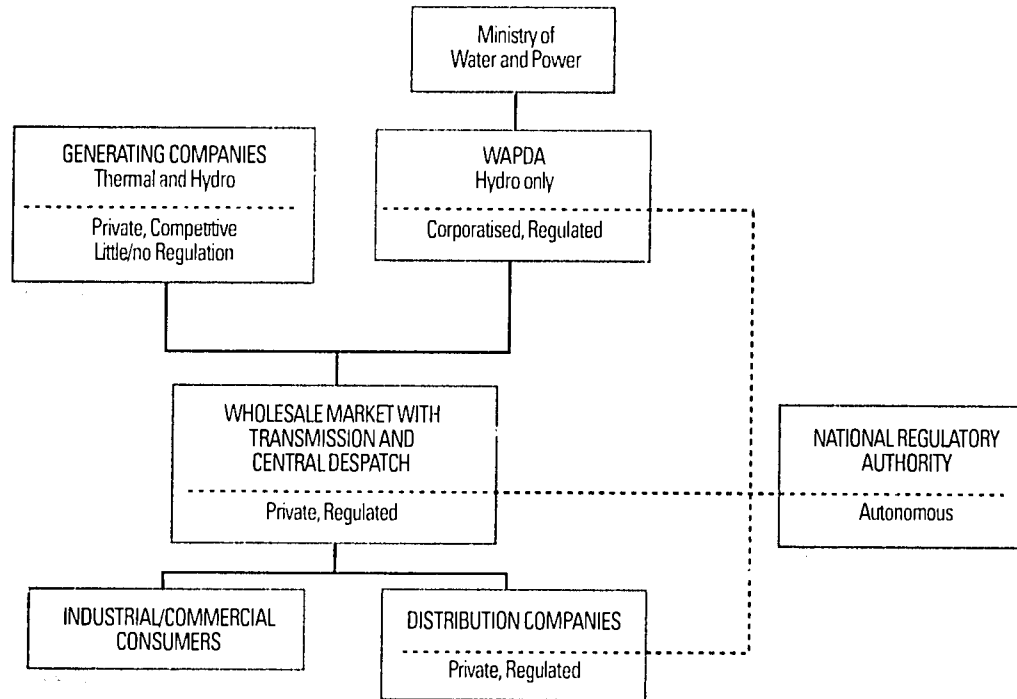 Ministry of
Water and Power
GENERATING COMPANIES
Thermal and Hydro
Private, Competitive
Little/no Regulation
WAPDA
Hydro only
Corporatised, Regulated
WHOLESALE MARKET WITH
TRANSMISSION AND
CENTRAL DESPATCH
Private, Regulated
NATIONAL REGULATORY
AUTHORITY
Autonomous
INDUSTRIAL/COMMERCIAL
CONSUMERS
DISTRIBUTION COMPANIES
Private, Regulated